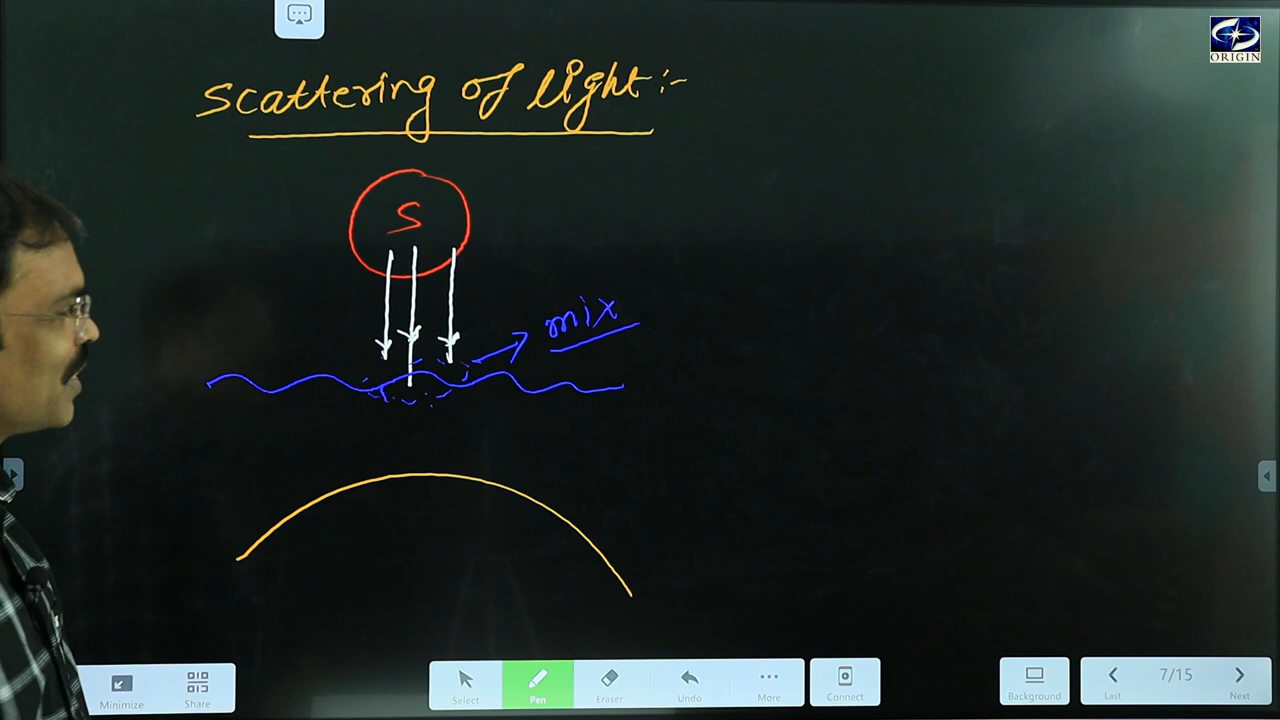 ORIGIN
Scattering of light:-
S
mix
Minimize
Share
Select
Pen
Eraser
Undo
More
Connect
Background
Last
7/15
Next